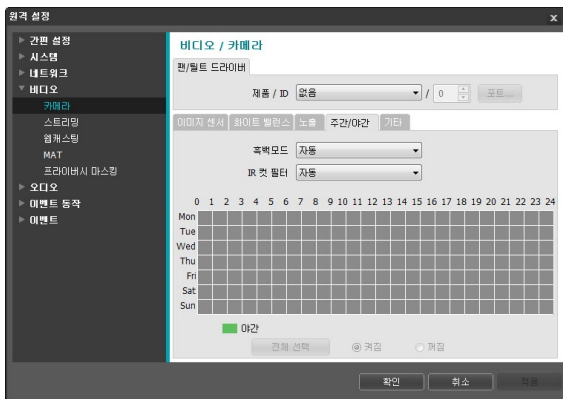 원격 설정 x
간편 설정
시스템
네트워크
비디오
카메라
스트리밍
웹캐스팅
MAT
프라이버시 마스킹
오디오
이벤트 동작
이벤트
비디오 / 카메라
팬/틸트 드라이버
제품 / ID 없음 / 0 포트...
이미지 센서 화이트 밸런스 노출 주간/야간 기타
흑백모드 자동
IR 컷 필터 자동
0 1 2 3 4 5 6 7 8 9 10 11 12 13 14 15 16 17 18 19 20 21 22 23 24
Mon
Tue
Wed
Thu
Fri
Sat
Sun
야간
전체 선택 켜짐 꺼짐
확인 취소 적용